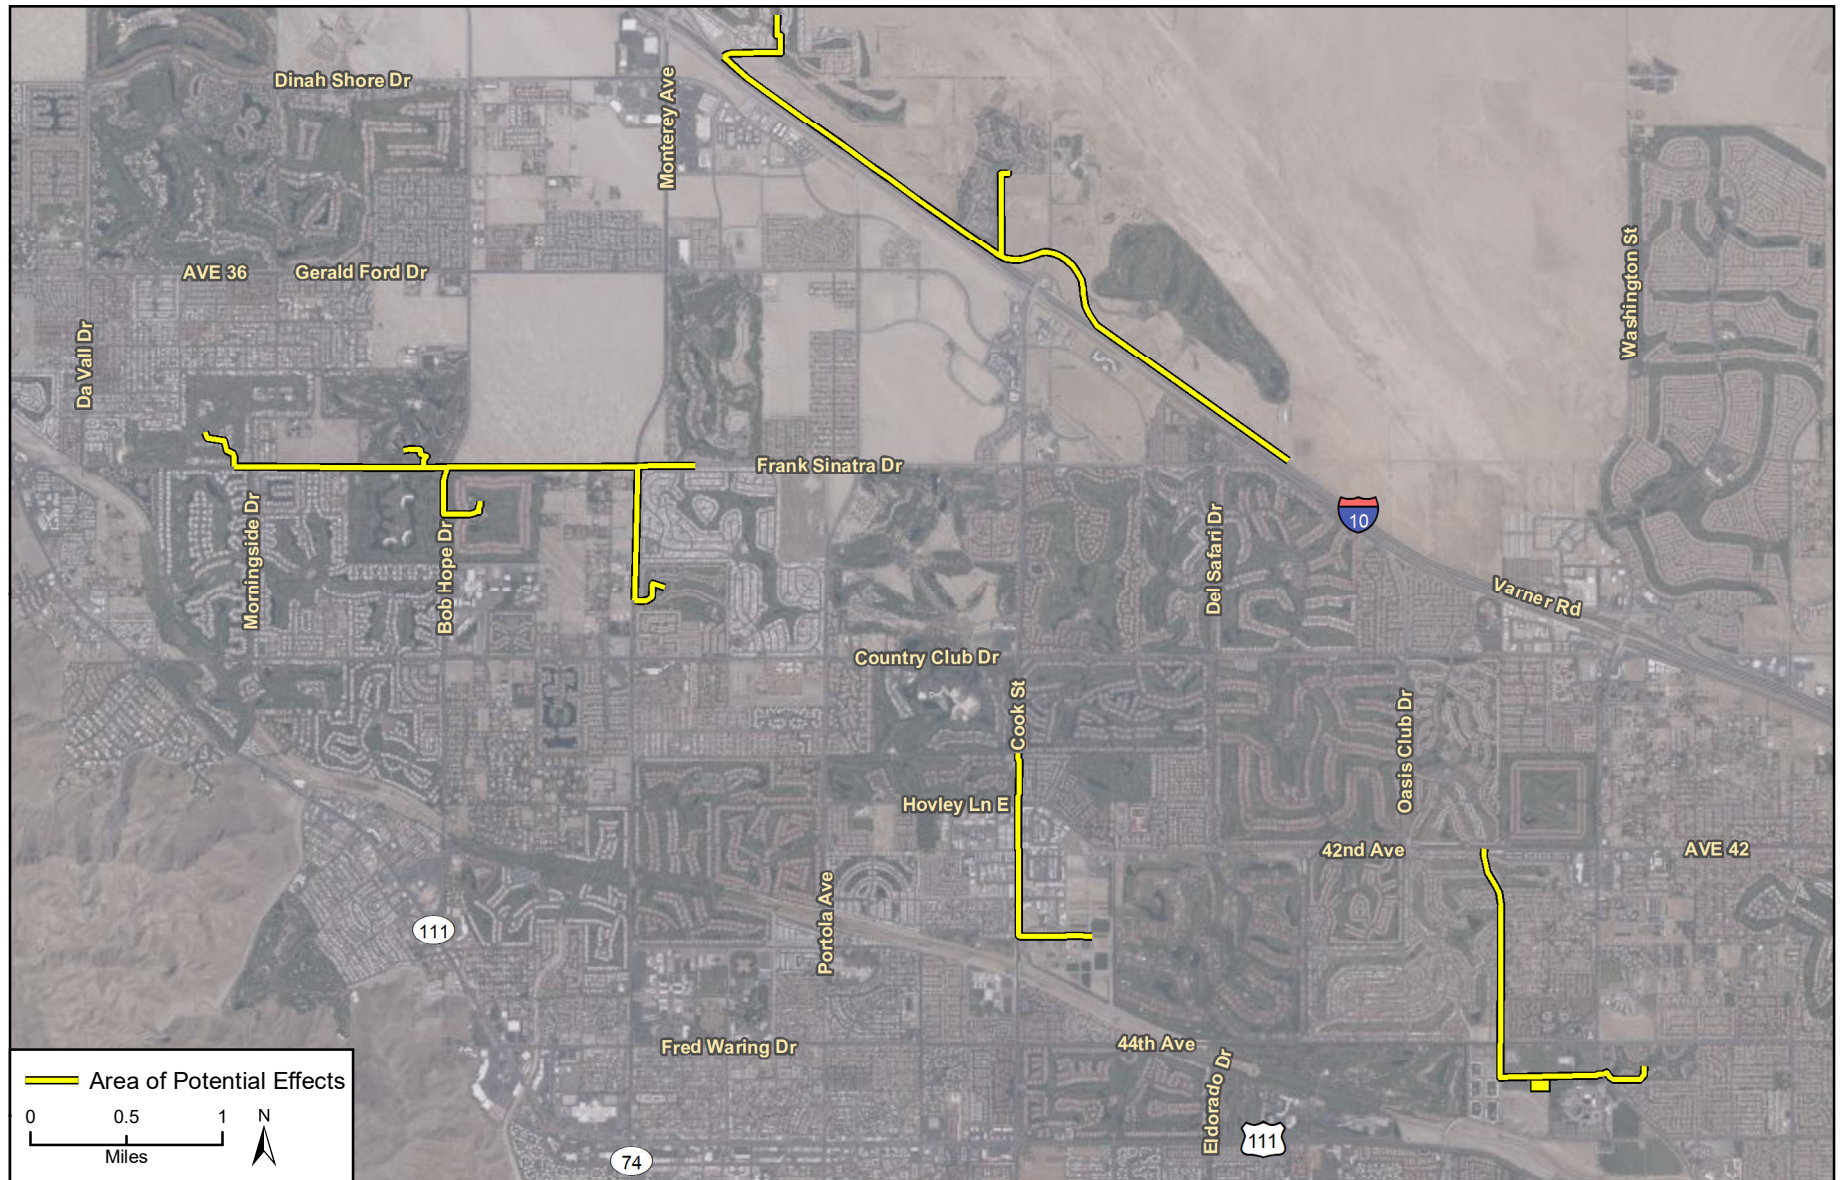 Dinah Shore Dr
Monterey Ave
AVE 36
Gerald Ford Dr
Washington St
Da Vall Dr
Frank Sinatra Dr
Morningside Dr
Bob Hope Dr
Del Safari Dr
10
Varner Rd
Country Club Dr
Cook St
Oasis Club Dr
Hovley Ln E
42nd Ave
AVE 42
Portola Ave
111
Fred Waring Dr
44th Ave
Eldorado Dr
111
74
Area of Potential Effects
0 0.5 1
Miles
N